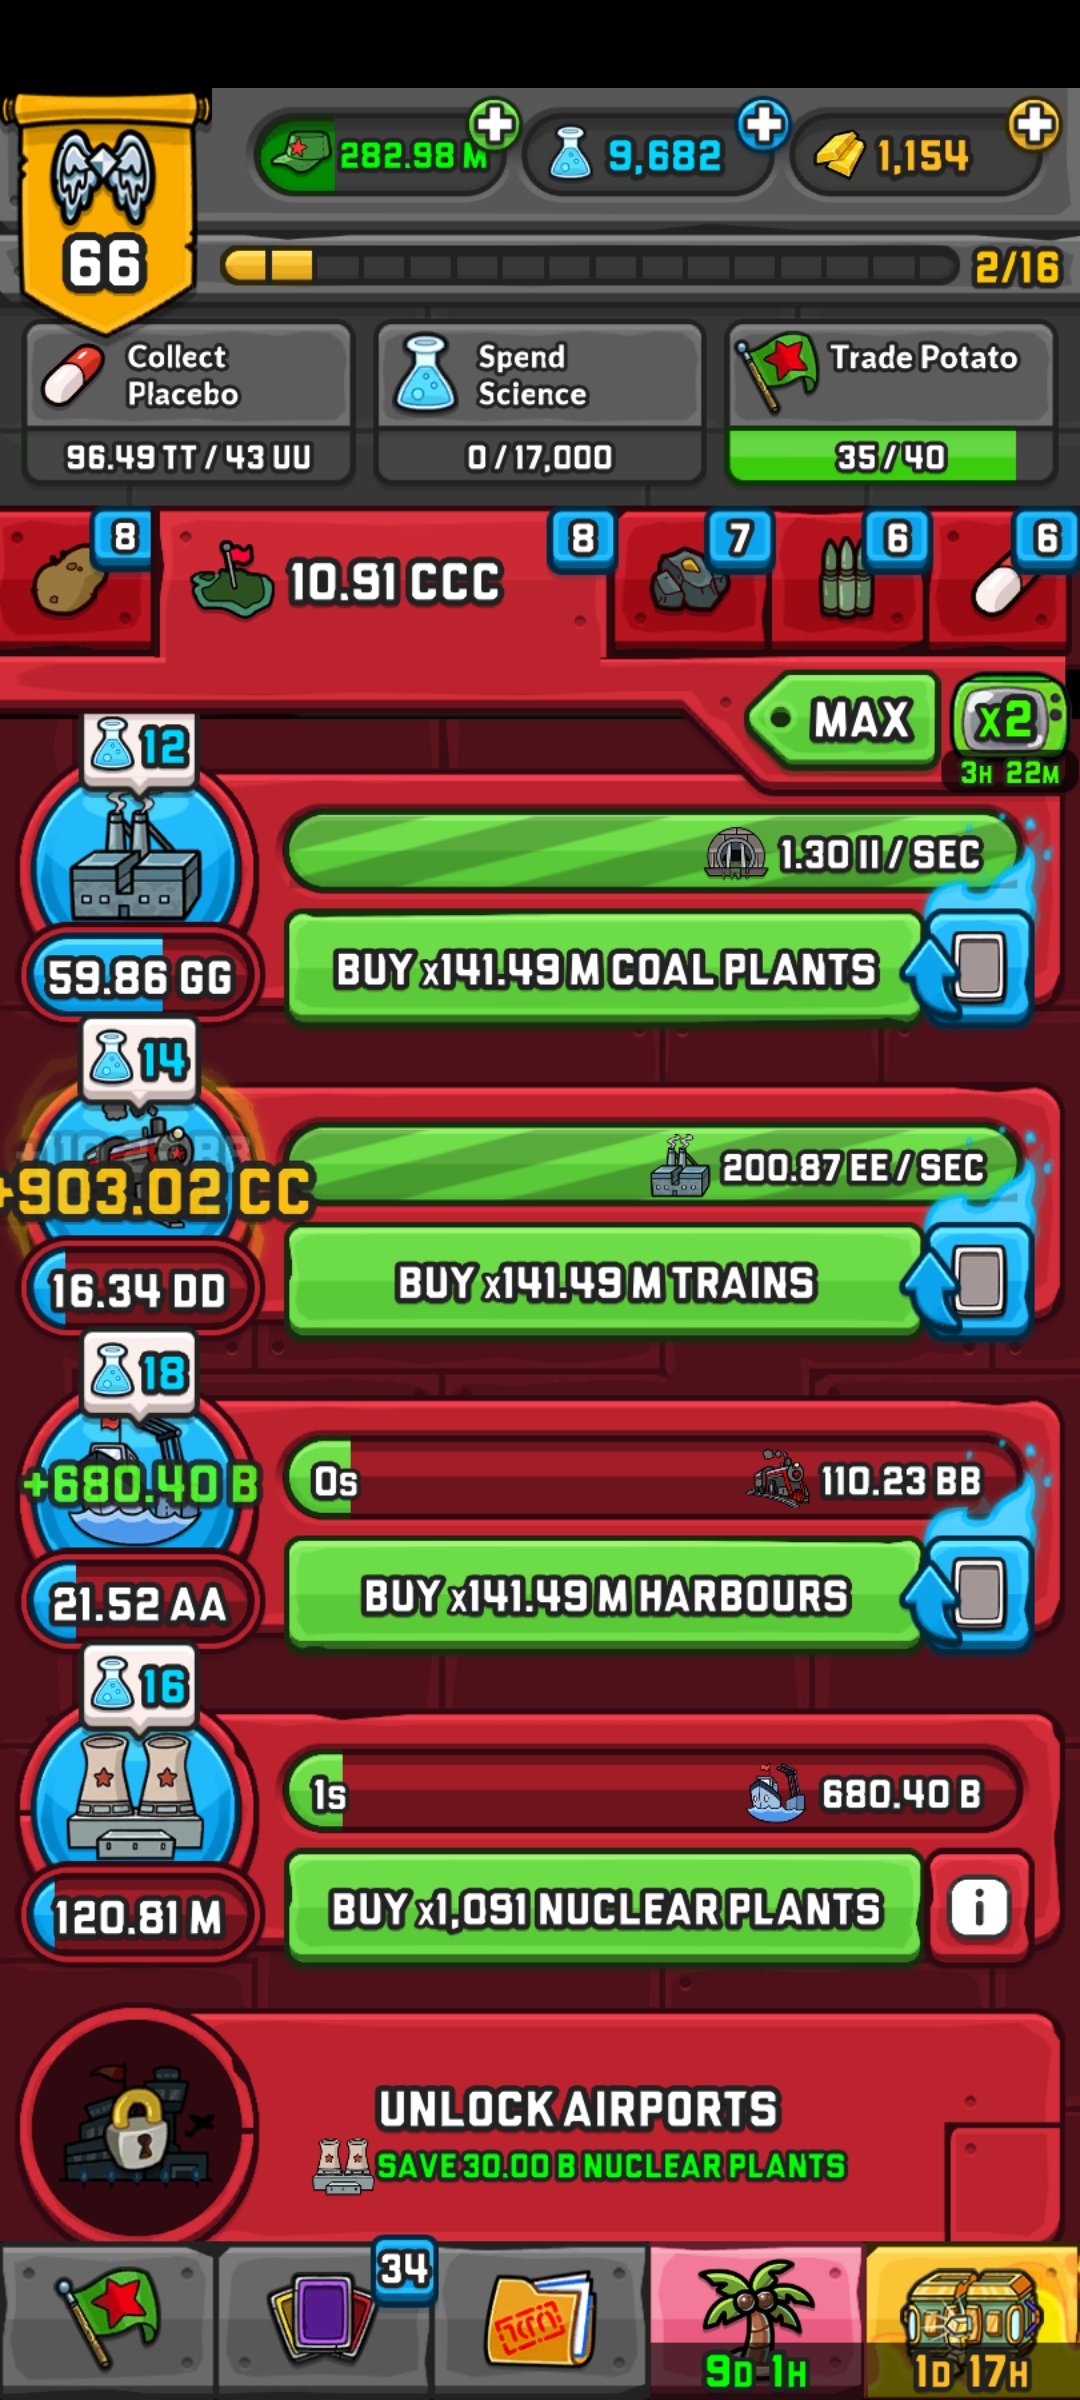 282.98 M
9,682
1,154
66
2/16
Collect
Placebo
Spend
Science
Trade Potato
96.49 TT / 43 UU
0 / 17,000
35 / 40
8
10.91 CCC
8
7
6
6
MAX
x2
3H 22M
12
1.30 II / SEC
59.86 GG
BUY x141.49 M COAL PLANTS
14
200.87 EE / SEC
+903.02 CC
BUY x141.49 M TRAINS
16.34 DD
18
+680.40 B
0s
110.23 BB
BUY x141.49 M HARBOURS
21.52 AA
16
1s
680.40 B
BUY x1,091 NUCLEAR PLANTS
i
120.81 M
UNLOCK AIRPORTS
SAVE 30.00 B NUCLEAR PLANTS
34
9D 1H
1D 17H